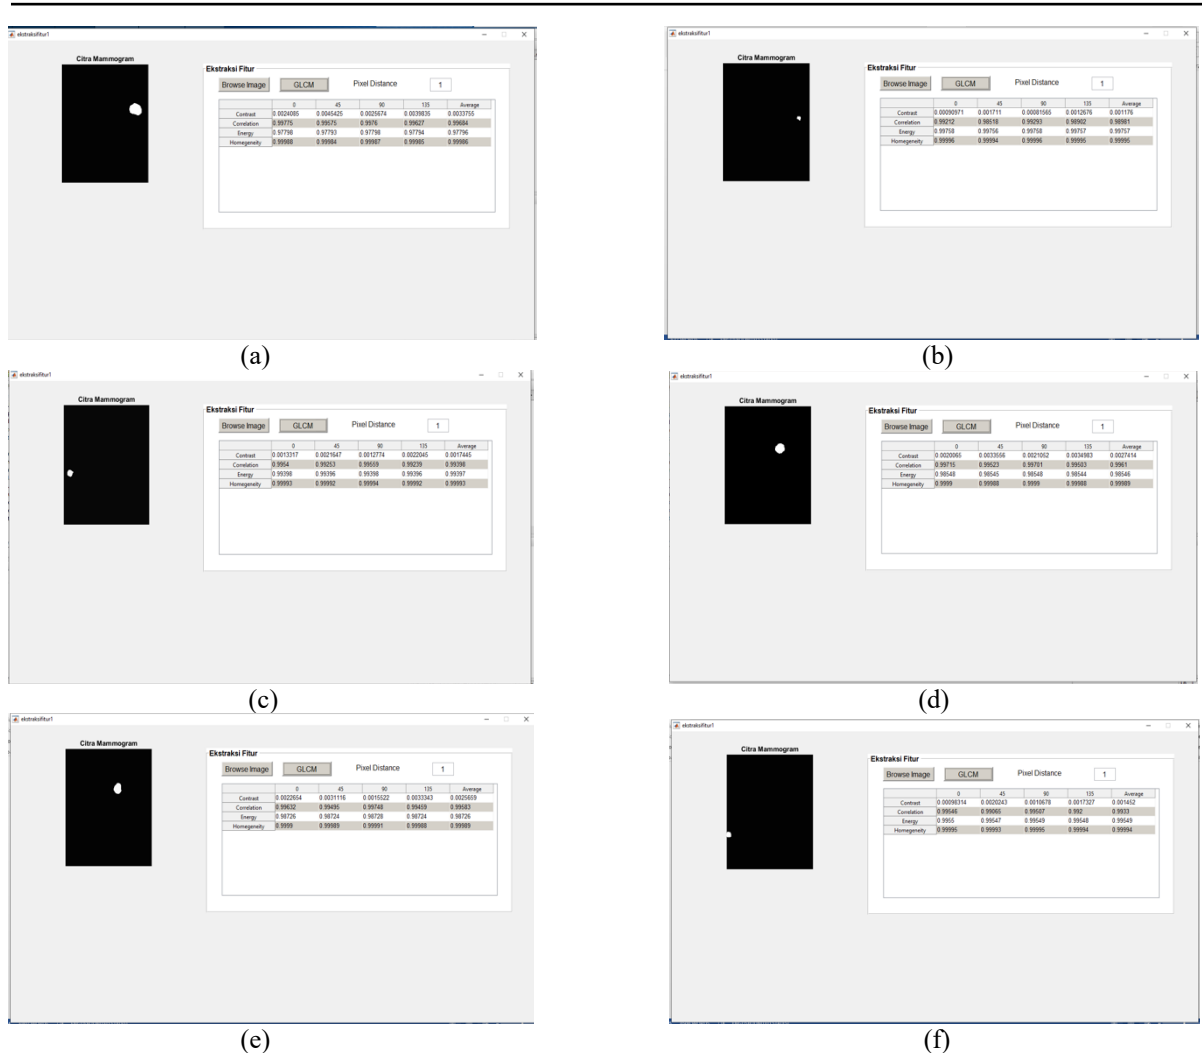 ekstraksifitur1
Citra Mammogram
Ekstraksi Fitur
Browse Image GLCM Pixel Distance 1
0 45 90 135 Average
Contrast 0.0024085 0.0045425 0.0025674 0.0039835 0.0033755
Correlation 0.99775 0.99575 0.9976 0.99627 0.99684
Energy 0.97798 0.97793 0.97798 0.97794 0.97796
Homegeneity 0.99988 0.99984 0.99987 0.99985 0.99986
(a)
ekstraksifitur1
Citra Mammogram
Ekstraksi Fitur
Browse Image GLCM Pixel Distance 1
0 45 90 135 Average
Contrast 0.00090971 0.001711 0.00081565 0.0012676 0.001176
Correlation 0.99212 0.98518 0.99293 0.98902 0.98981
Energy 0.99758 0.99756 0.99758 0.99757 0.99757
Homegeneity 0.99996 0.99994 0.99996 0.99995 0.99995
(b)
ekstraksifitur1
Citra Mammogram
Ekstraksi Fitur
Browse Image GLCM Pixel Distance 1
0 45 90 135 Average
Contrast 0.0013317 0.0021647 0.0012774 0.0022045 0.0017445
Correlation 0.9954 0.99253 0.99559 0.99239 0.99398
Energy 0.99398 0.99396 0.99398 0.99396 0.99397
Homegeneity 0.99993 0.99992 0.99994 0.99992 0.99993
(c)
ekstraksifitur1
Citra Mammogram
Ekstraksi Fitur
Browse Image GLCM Pixel Distance 1
0 45 90 135 Average
Contrast 0.0020065 0.0033556 0.0021052 0.0034983 0.0027414
Correlation 0.99715 0.99523 0.99701 0.99503 0.9961
Energy 0.98548 0.98545 0.98548 0.98544 0.98546
Homegeneity 0.9999 0.99988 0.9999 0.99988 0.99989
(d)
ekstraksifitur1
Citra Mammogram
Ekstraksi Fitur
Browse Image GLCM Pixel Distance 1
0 45 90 135 Average
Contrast 0.0022654 0.0031116 0.0015522 0.0033343 0.0025659
Correlation 0.99632 0.99495 0.99748 0.99459 0.99583
Energy 0.98726 0.98724 0.98728 0.98724 0.98726
Homegeneity 0.9999 0.99989 0.99991 0.99988 0.99989
(e)
ekstraksifitur1
Citra Mammogram
Ekstraksi Fitur
Browse Image GLCM Pixel Distance 1
0 45 90 135 Average
Contrast 0.00098314 0.0020243 0.0010678 0.0017327 0.001452
Correlation 0.99546 0.99065 0.99507 0.992 0.9933
Energy 0.9955 0.99547 0.99549 0.99548 0.99549
Homegeneity 0.99995 0.99993 0.99995 0.99994 0.99994
(f)